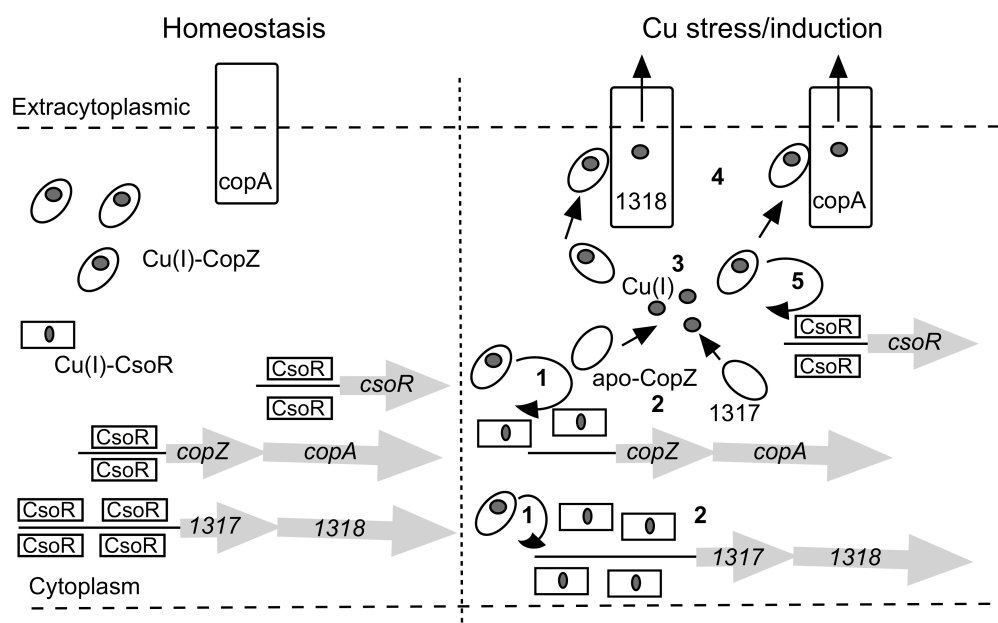 Homeostasis
Extracytoplasmic
copA
Cu(I)-CopZ
Cu(I)-CsoR
CsoR
CsoR
csoR
CsoR
CsoR
copZ
copA
CsoR CsoR
CsoR CsoR
1317
1318
Cytoplasm
Cu stress/induction
1318
4
copA
3
Cu(I)
5
CsoR
CsoR
csoR
1
apo-CopZ
2
1317
copZ
copA
1
2
1317
1318